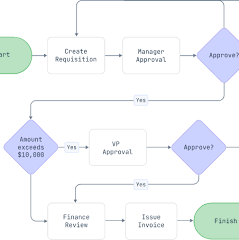 art
Create
Requisition
Manager
Approval
Approve?
Yes
Amount
exceeds
$10,000
Yes
VP
Approval
Approve?
Yes
Finance
Review
Issue
Invoice
Finish